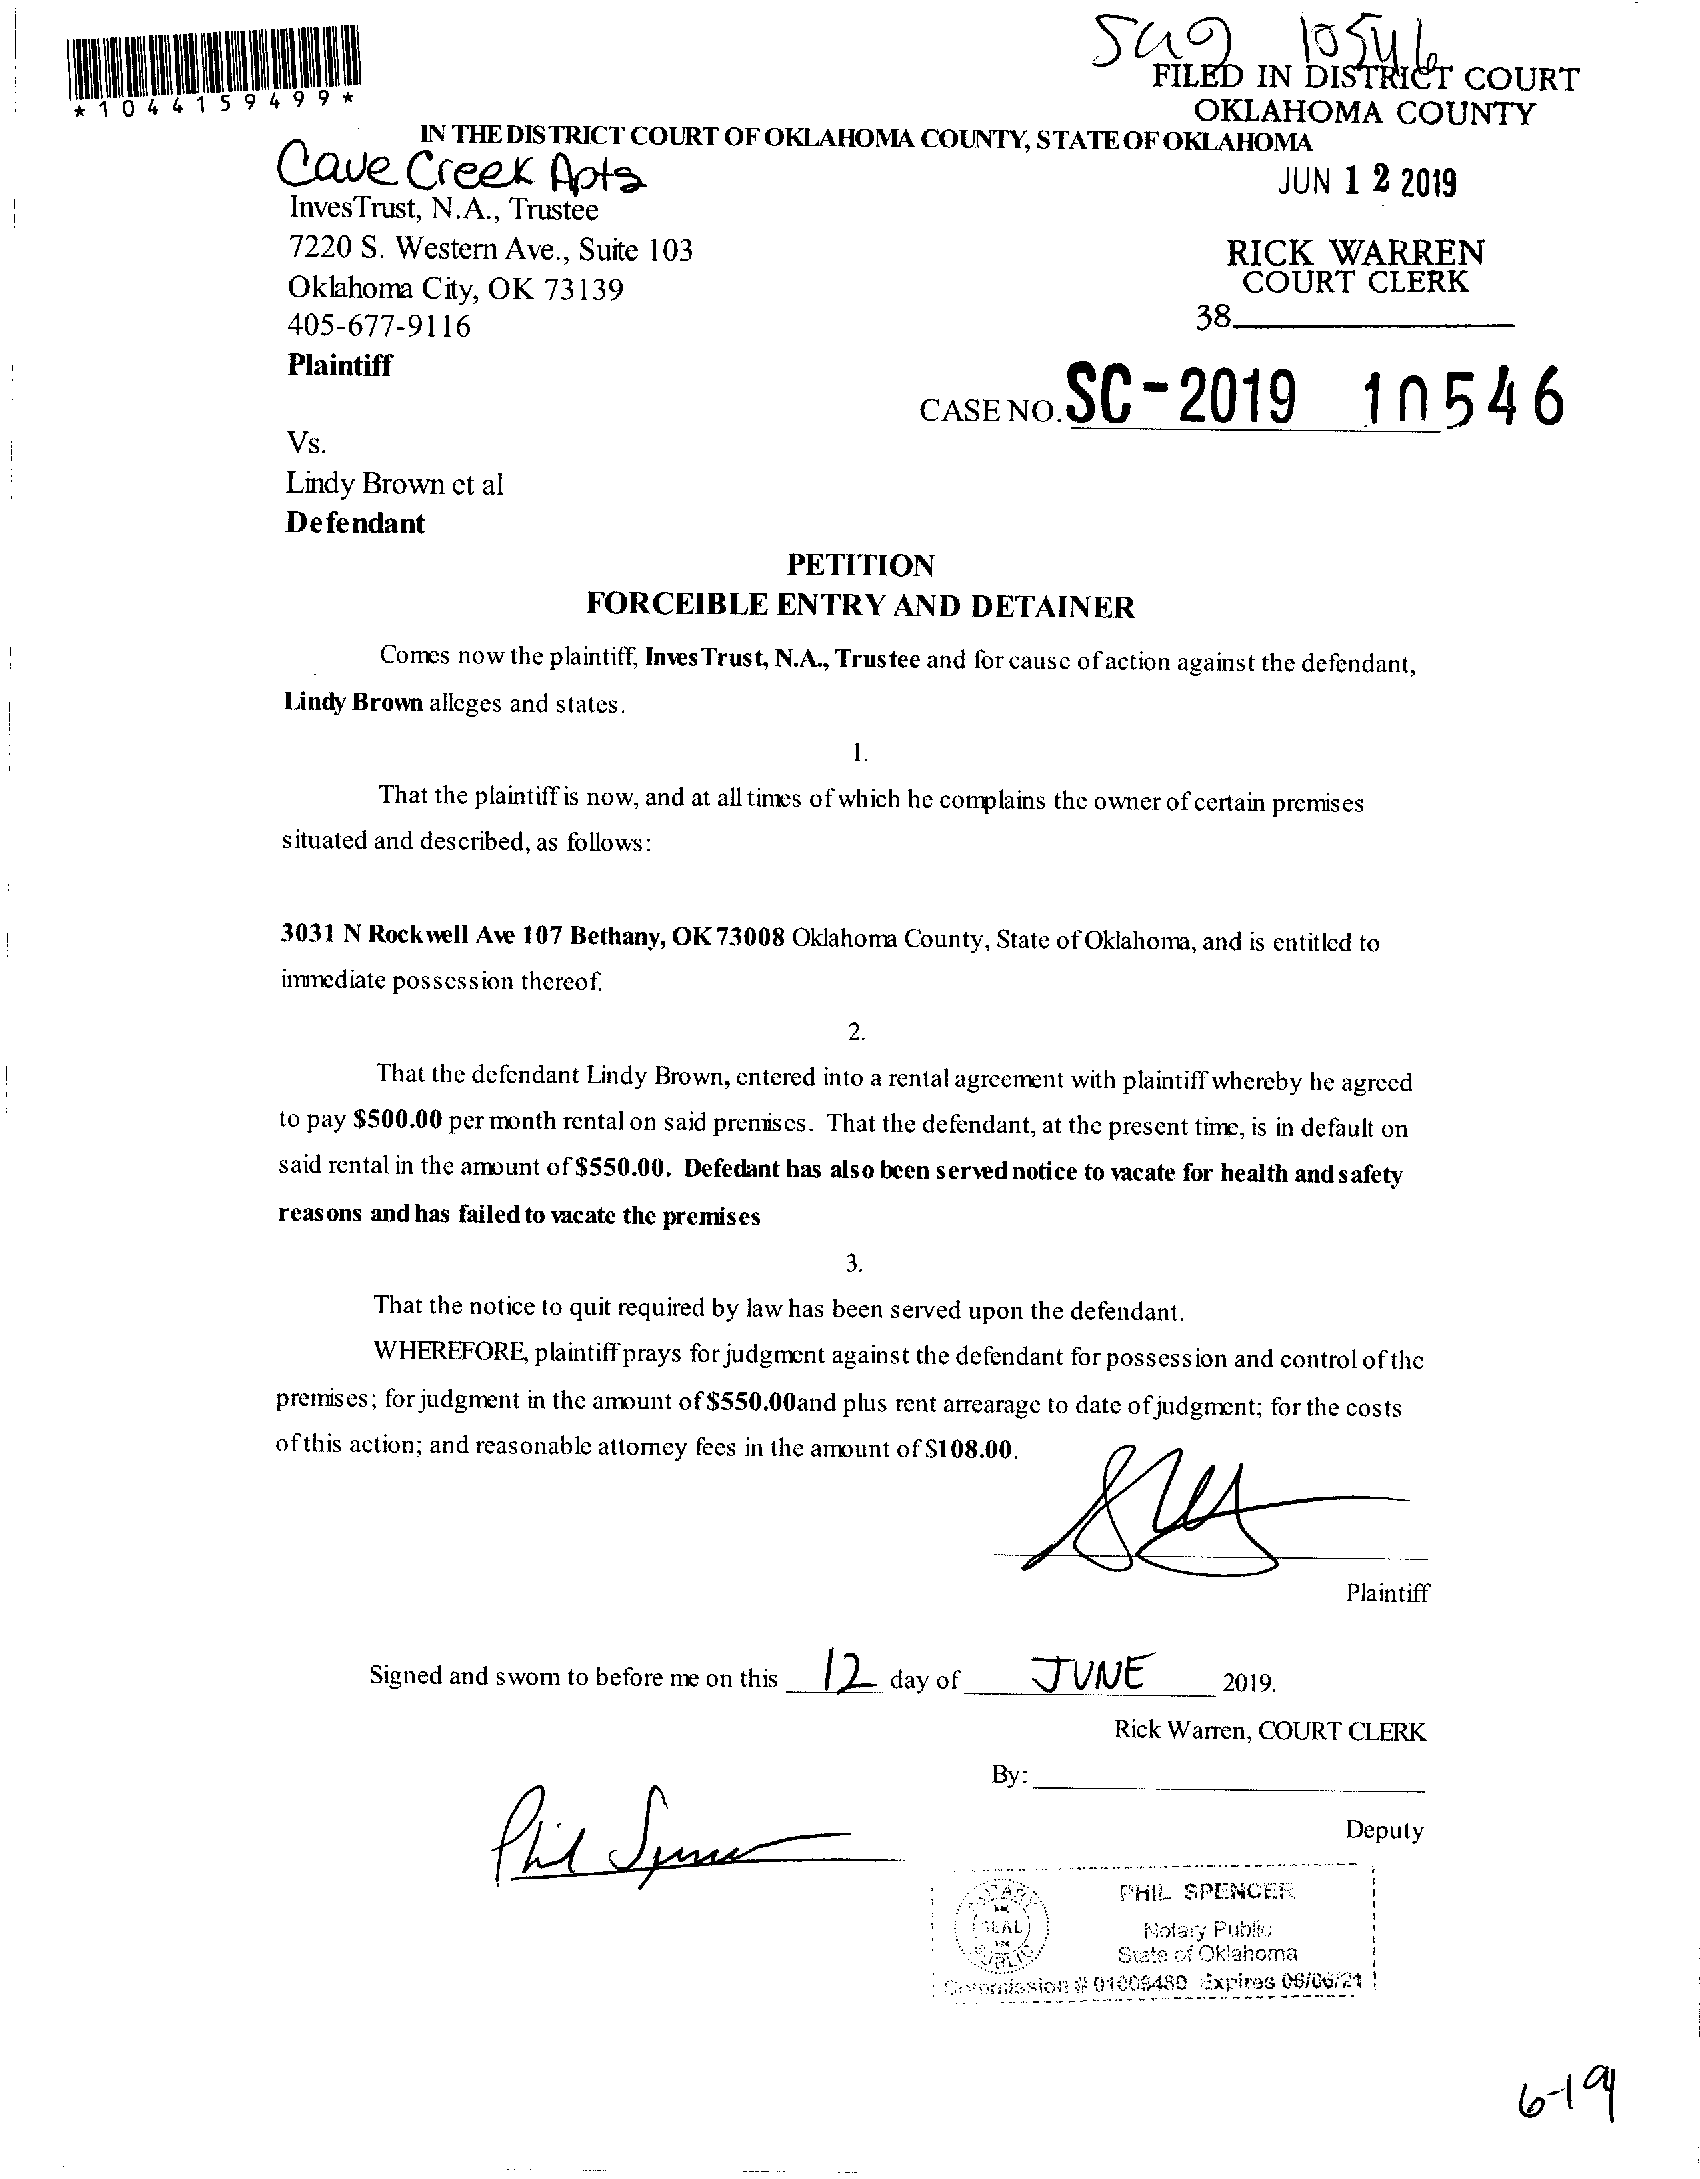 *1044159499*
FILED IN DISTRICT COURT
OKLAHOMA COUNTY
IN THE DISTRICT COURT OF OKLAHOMA COUNTY, STATE OF OKLAHOMA
Cave Creek Apts
JUN 12 2019
InvesTrust, N.A., Trustee
7220 S. Western Ave., Suite 103
Oklahoma City, OK 73139
405-677-9116
Plaintiff
RICK WARREN
COURT CLERK
38
CASE NO. SC-2019 10546
Vs.
Lindy Brown et al
Defendant
PETITION
FORCEIBLE ENTRY AND DETAINER
Comes now the plaintiff, InvesTrust, N.A., Trustee and for cause of action against the defendant,
Lindy Brown alleges and states.
1.
That the plaintiff is now, and at all times of which he complains the owner of certain premises
situated and described, as follows:
3031 N Rockwell Ave 107 Bethany, OK 73008 Oklahoma County, State of Oklahoma, and is entitled to
immediate possession thereof.
2.
That the defendant Lindy Brown, entered into a rental agreement with plaintiff whereby he agreed
to pay $500.00 per month rental on said premises. That the defendant, at the present time, is in default on
said rental in the amount of $550.00. Defedant has also been served notice to vacate for health and safety
reasons and has failed to vacate the premises
3.
That the notice to quit required by law has been served upon the defendant.
WHEREFORE, plaintiff prays for judgment against the defendant for possession and control of the
premises; for judgment in the amount of $550.00and plus rent arrearage to date of judgment; for the costs
of this action; and reasonable attorney fees in the amount of $108.00.
Plaintiff
Signed and sworn to before me on this 12 day of JUNE 2019.
Rick Warren, COURT CLERK
By:
Phil Spencer
Deputy
PHIL SPENCER
Notary Public
State of Oklahoma
Commission # 01005480 Expires 06/06/21
6-19